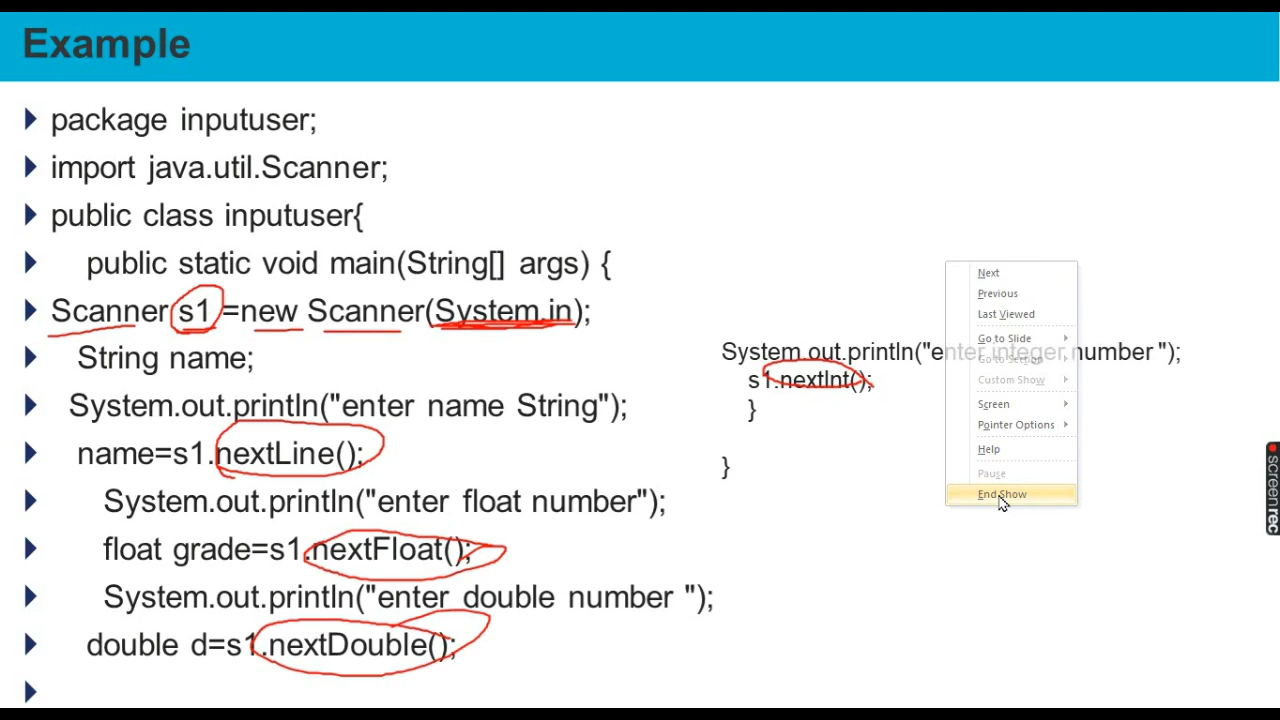 Example
package inputuser;
import java.util.Scanner;
public class inputuser{
public static void main(String[] args) {
Scanner s1 =new Scanner(System.in);
String name;
System.out.println("enter name String");
name=s1.nextLine();
System.out.println("enter float number");
float grade=s1.nextFloat();
System.out.println("enter double number ");
double d=s1.nextDouble();
System.out.println("enter integer number ");
s1.nextInt();
}
}
Next
Previous
Last Viewed
Go to Slide
Go to Section
Custom Show
Screen
Pointer Options
Help
Pause
End Show
screenrec